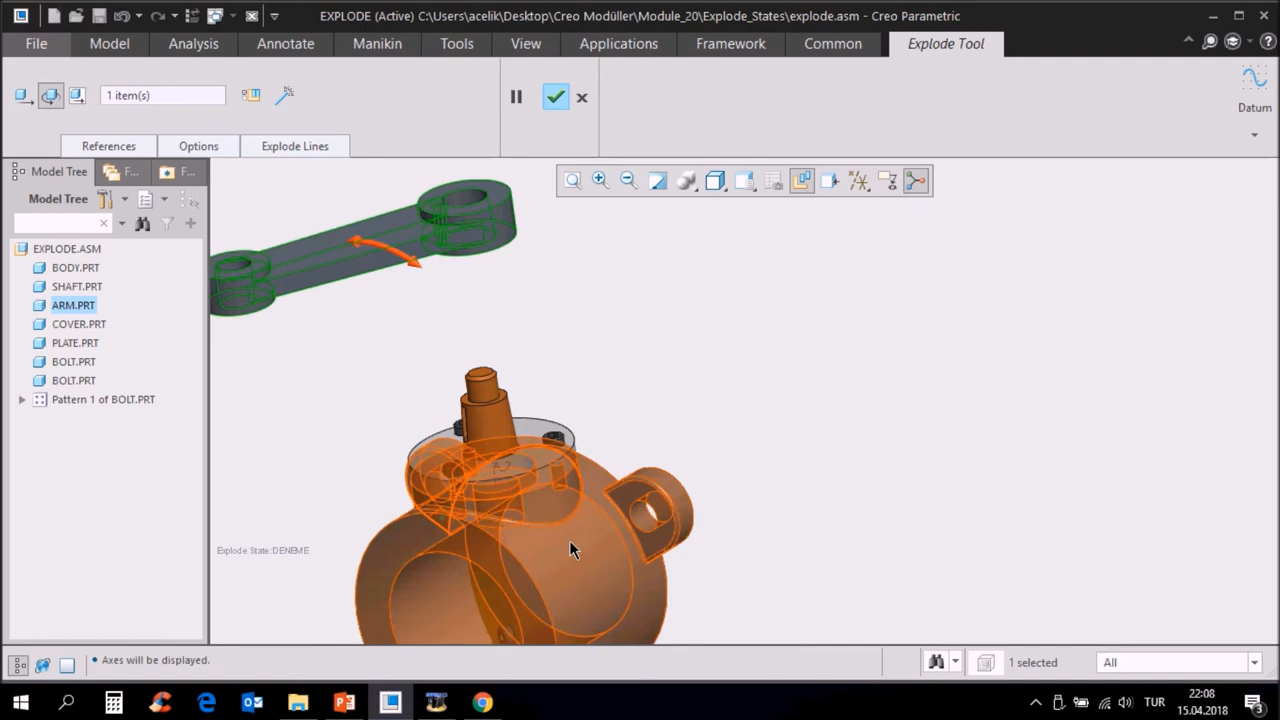 EXPLODE (Active) C:\Users\acelik\Desktop\Creo Modüller\Module_20\Explode_States\explode.asm - Creo Parametric
File Model Analysis Annotate Manikin Tools View Applications Framework Common Explode Tool
1 item(s)
Datum
References Options Explode Lines
Model Tree F... F...
Model Tree
EXPLODE.ASM
BODY.PRT
SHAFT.PRT
ARM.PRT
COVER.PRT
PLATE.PRT
BOLT.PRT
BOLT.PRT
Pattern 1 of BOLT.PRT
Explode State:DENEME
• Axes will be displayed.
1 selected
All
TUR
22:08
15.04.2018
3